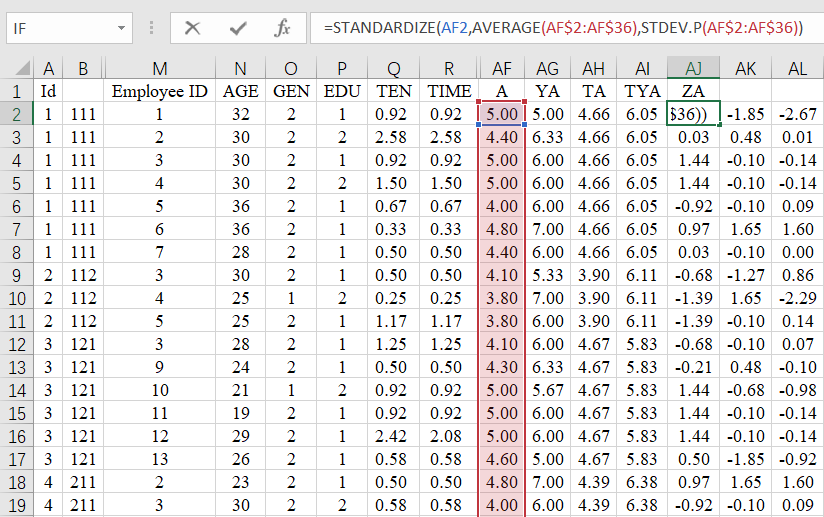 IF =STANDARDIZE(AF2,AVERAGE(AF$2:AF$36),STDEV.P(AF$2:AF$36))
A B M N O P Q R AF AG AH AI AJ AK AL
1 Id Employee ID AGE GEN EDU TEN TIME A YA TA TYA ZA
2 1 111 1 32 2 1 0.92 0.92 5.00 5.00 4.66 6.05 $36)) -1.85 -2.67
3 1 111 2 30 2 2 2.58 2.58 4.40 6.33 4.66 6.05 0.03 0.48 0.01
4 1 111 3 30 2 1 0.92 0.92 5.00 6.00 4.66 6.05 1.44 -0.10 -0.14
5 1 111 4 30 2 2 1.50 1.50 5.00 6.00 4.66 6.05 1.44 -0.10 -0.14
6 1 111 5 36 2 1 0.67 0.67 4.00 6.00 4.66 6.05 -0.92 -0.10 0.09
7 1 111 6 36 2 1 0.33 0.33 4.80 7.00 4.66 6.05 0.97 1.65 1.60
8 1 111 7 28 2 1 0.50 0.50 4.40 6.00 4.66 6.05 0.03 -0.10 0.00
9 2 112 3 30 2 1 0.50 0.50 4.10 5.33 3.90 6.11 -0.68 -1.27 0.86
10 2 112 4 25 1 2 0.25 0.25 3.80 7.00 3.90 6.11 -1.39 1.65 -2.29
11 2 112 5 25 2 1 1.17 1.17 3.80 6.00 3.90 6.11 -1.39 -0.10 0.14
12 3 121 3 28 2 1 1.25 1.25 4.10 6.00 4.67 5.83 -0.68 -0.10 0.07
13 3 121 9 24 2 1 0.50 0.50 4.30 6.33 4.67 5.83 -0.21 0.48 -0.10
14 3 121 10 21 1 2 0.92 0.92 5.00 5.67 4.67 5.83 1.44 -0.68 -0.98
15 3 121 11 19 2 1 0.92 0.92 5.00 6.00 4.67 5.83 1.44 -0.10 -0.14
16 3 121 12 29 2 1 2.42 2.08 5.00 6.00 4.67 5.83 1.44 -0.10 -0.14
17 3 121 13 26 2 1 0.58 0.58 4.60 5.00 4.67 5.83 0.50 -1.85 -0.92
18 4 211 2 23 2 1 0.50 0.50 4.80 7.00 4.39 6.38 0.97 1.65 1.60
19 4 211 3 30 2 2 0.58 0.58 4.00 6.00 4.39 6.38 -0.92 -0.10 0.09